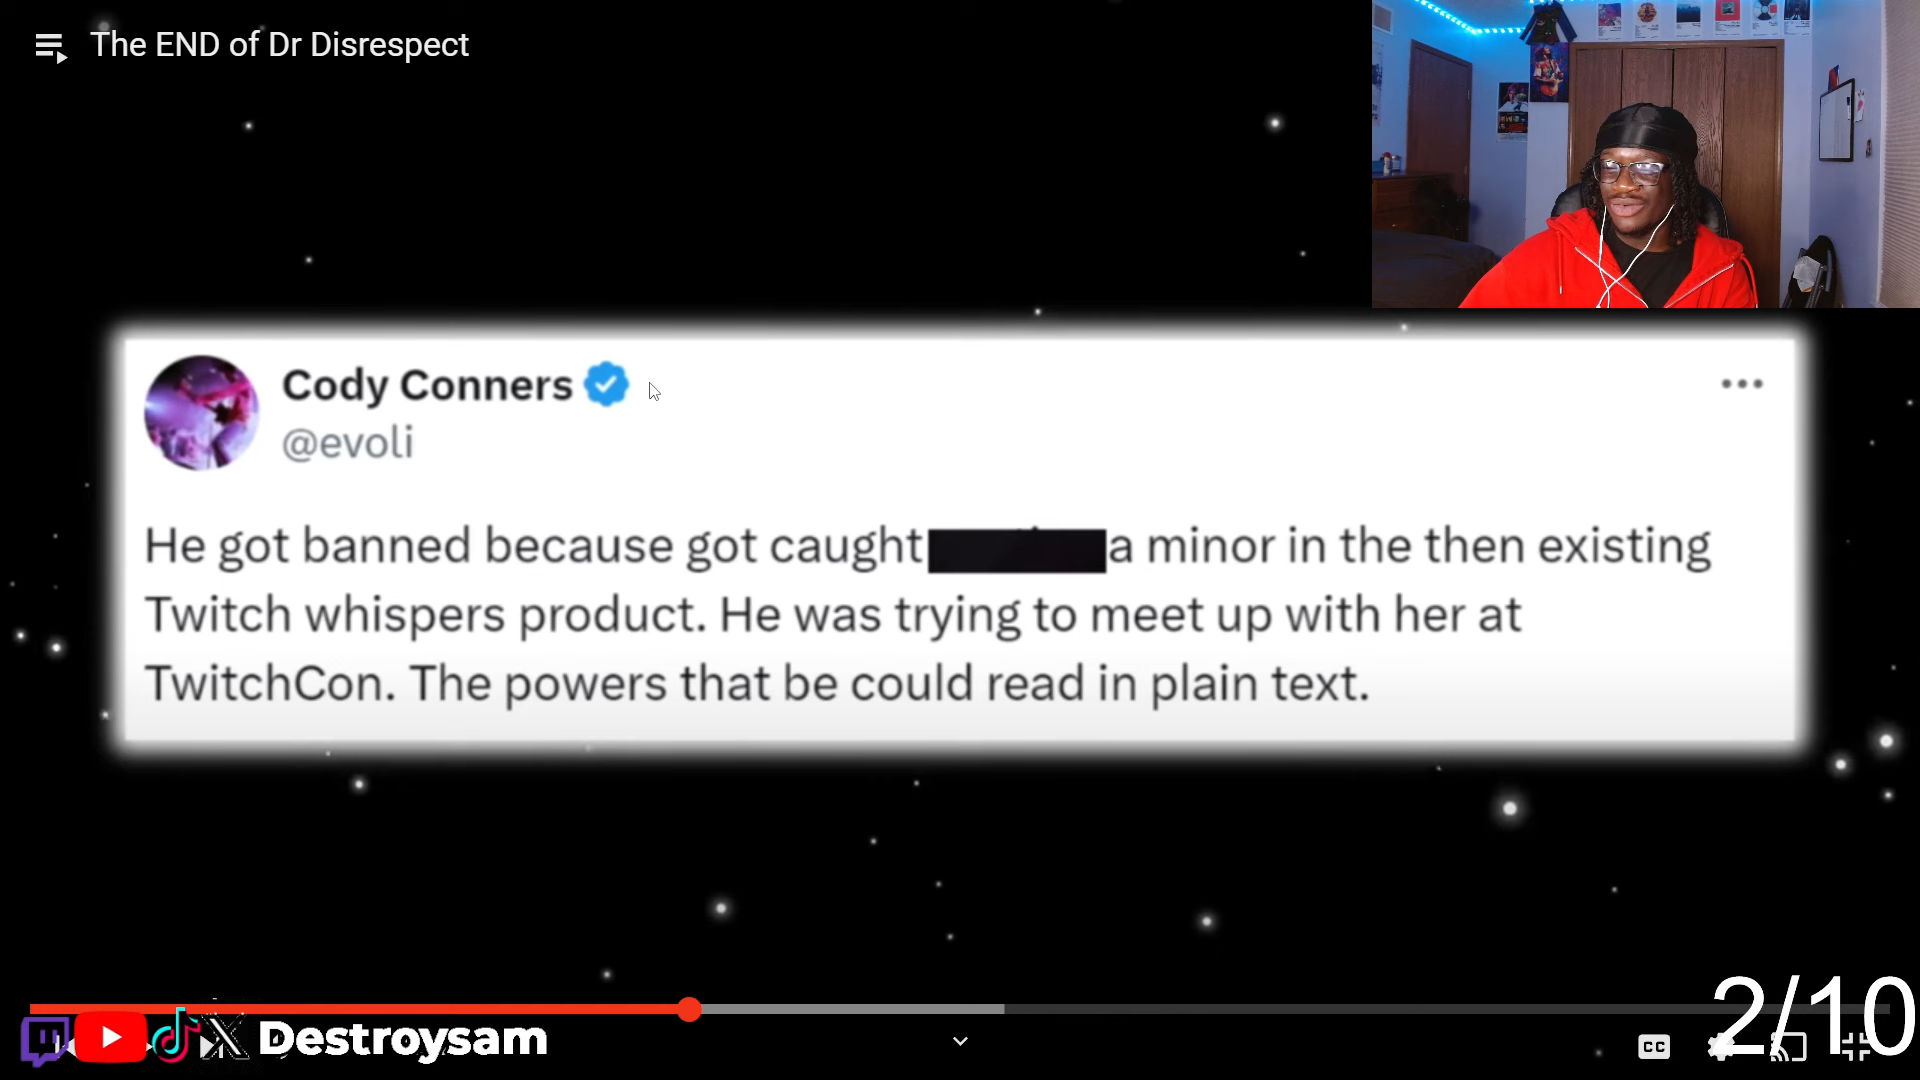 The END of Dr Disrespect
Cody Conners
@evoli
He got banned because got caught a minor in the then existing
Twitch whispers product. He was trying to meet up with her at
TwitchCon. The powers that be could read in plain text.
2/10
Destroysam
CC